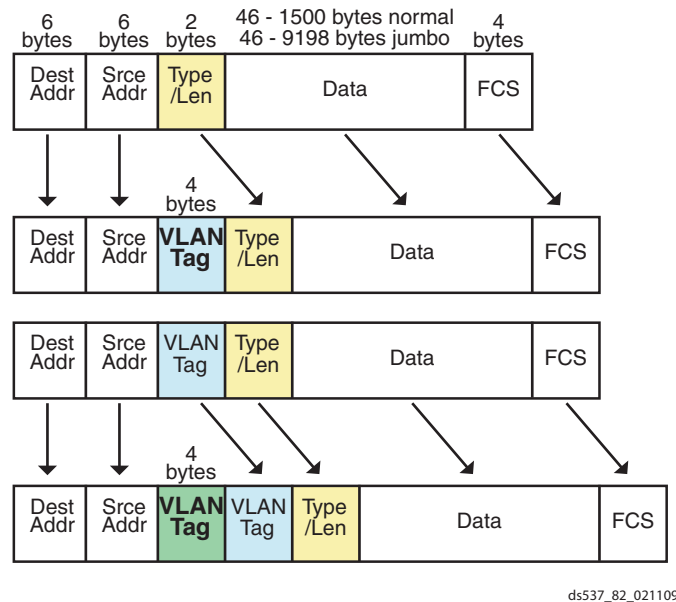 6 bytes
6 bytes
2 bytes
46 - 1500 bytes normal
46 - 9198 bytes jumbo
4 bytes
Dest Addr
Srce Addr
Type /Len
Data
FCS
4 bytes
Dest Addr
Srce Addr
VLAN Tag
Type /Len
Data
FCS
Dest Addr
Srce Addr
VLAN Tag
Type /Len
Data
FCS
4 bytes
Dest Addr
Srce Addr
VLAN Tag
VLAN Tag
Type /Len
Data
FCS
ds537_82_021109